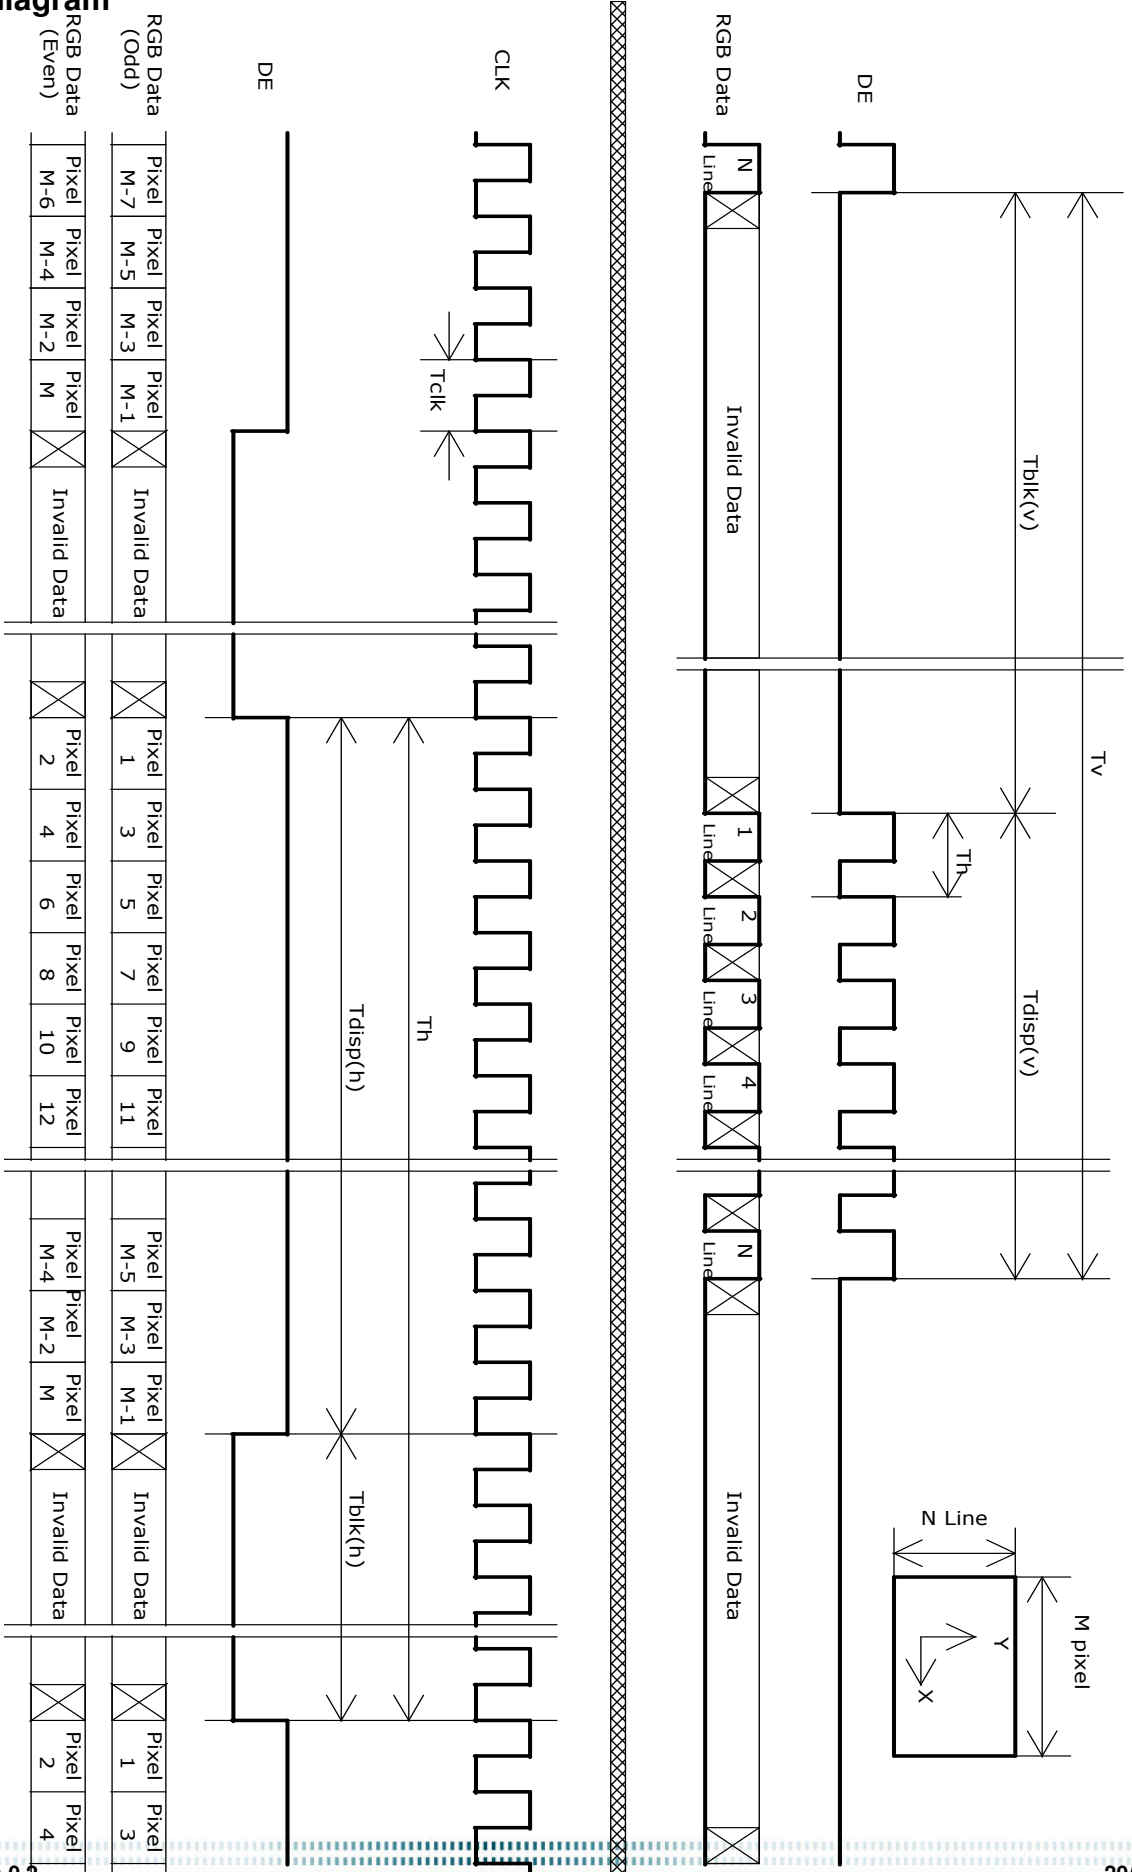 iagram
M pixel
Tv
Y
X
N Line
Tblk(v)
Tdisp(v)
Th
DE
RGB Data
N Line
Invalid Data
1 Line
2 Line
3 Line
4 Line
N Line
Invalid Data
CLK
Tclk
Th
Tdisp(h)
Tblk(h)
DE
RGB Data (Odd)
Pixel M-7
Pixel M-5
Pixel M-3
Pixel M-1
Invalid Data
Pixel 1
Pixel 3
Pixel 5
Pixel 7
Pixel 9
Pixel 11
Pixel M-5
Pixel M-3
Pixel M-1
Invalid Data
Pixel 1
Pixel 3
RGB Data (Even)
Pixel M-6
Pixel M-4
Pixel M-2
Pixel M
Invalid Data
Pixel 2
Pixel 4
Pixel 6
Pixel 8
Pixel 10
Pixel 12
Pixel M-4
Pixel M-2
Pixel M
Invalid Data
Pixel 2
Pixel 4